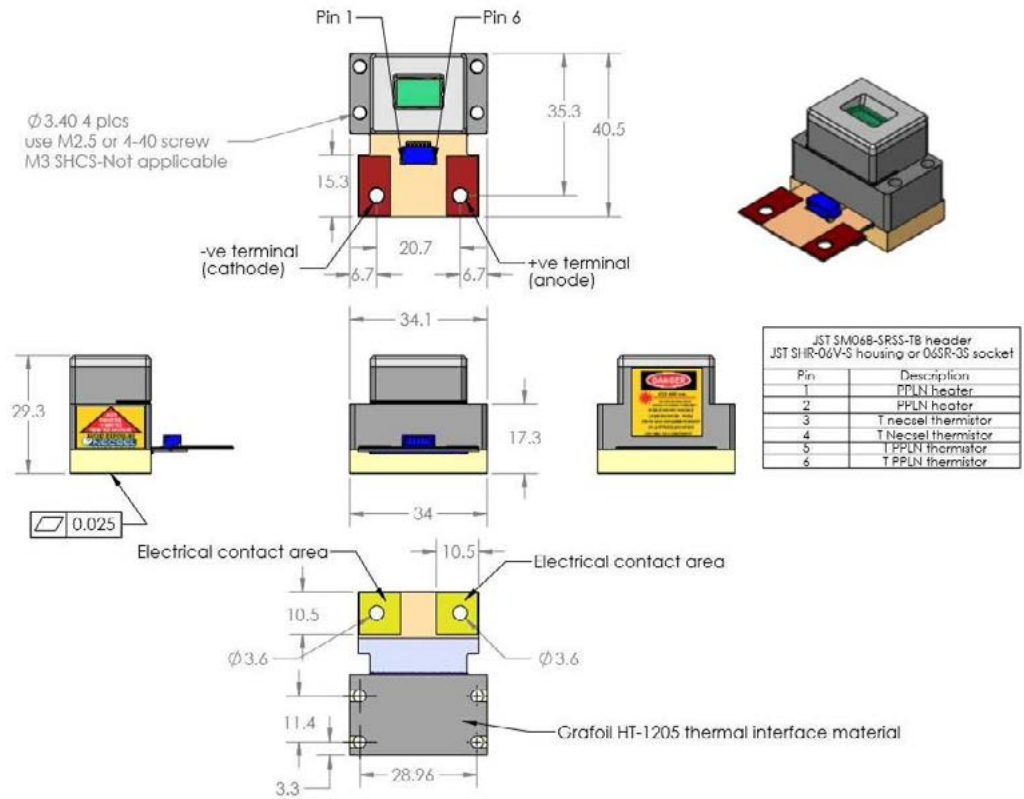 Pin 1
Pin 6
Ø3.40 4 plcs
use M2.5 or 4-40 screw
M3 SHCS-Not applicable
35.3
40.5
15.3
-ve terminal
(cathode)
20.7
6.7
6.7
+ve terminal
(anode)
34.1
29.3
17.3
DANGER
34
0.025
JST SM06B-SRSS-TB header
JST SHR-06V-S housing or 06SR-3S socket
Pin Description
1 PPLN heater
2 PPLN heater
3 T necsel thermistor
4 T Necsel thermistor
5 T PPLN thermistor
6 T PPLN thermistor
Electrical contact area
10.5
Electrical contact area
10.5
Ø3.6
Ø3.6
11.4
Grafoil HT-1205 thermal interface material
28.96
3.3